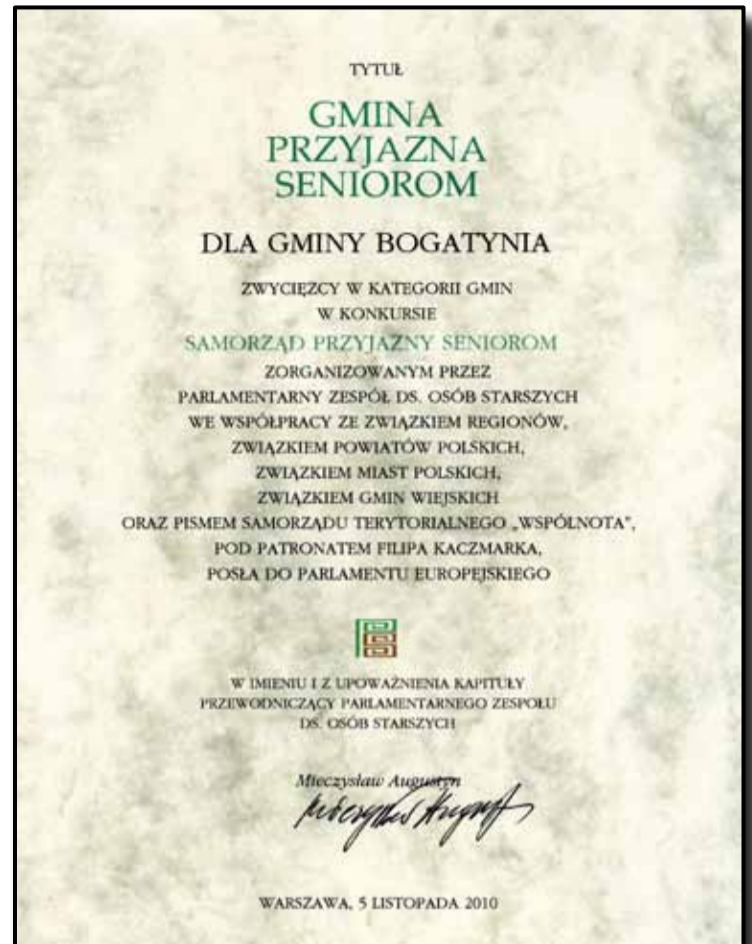 TYTUŁ
GMINA
PRZYJAZNA
SENIOROM
DLA GMINY BOGATYNIA
ZWYCIĘZCY W KATEGORII GMIN
W KONKURSIE
SAMORZĄD PRZYJAZNY SENIOROM
ZORGANIZOWANYM PRZEZ
PARLAMENTARNY ZESPÓŁ DS. OSÓB STARSZYCH
WE WSPÓŁPRACY ZE ZWIĄZKIEM REGIONÓW,
ZWIĄZKIEM POWIATÓW POLSKICH,
ZWIĄZKIEM MIAST POLSKICH,
ZWIĄZKIEM GMIN WIEJSKICH
ORAZ PISMEM SAMORZĄDU TERYTORIALNEGO „WSPÓLNOTA",
POD PATRONATEM FILIPA KACZMARKA,
POSŁA DO PARLAMENTU EUROPEJSKIEGO
W IMIENIU I Z UPOWAŻNIENIA KAPITUŁY
PRZEWODNICZĄCY PARLAMENTARNEGO ZESPOŁU
DS. OSÓB STARSZYCH
Mieczysław Augustyn
Mieczysław Augustyn
WARSZAWA, 5 LISTOPADA 2010